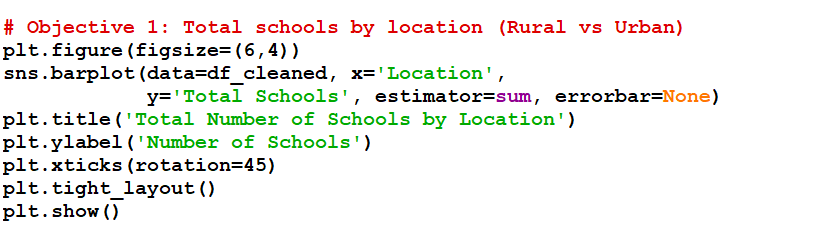 # Objective 1: Total schools by location (Rural vs Urban)
plt.figure(figsize=(6,4))
sns.barplot(data=df_cleaned, x='Location',
            y='Total Schools', estimator=sum, errorbar=None)
plt.title('Total Number of Schools by Location')
plt.ylabel('Number of Schools')
plt.xticks(rotation=45)
plt.tight_layout()
plt.show()